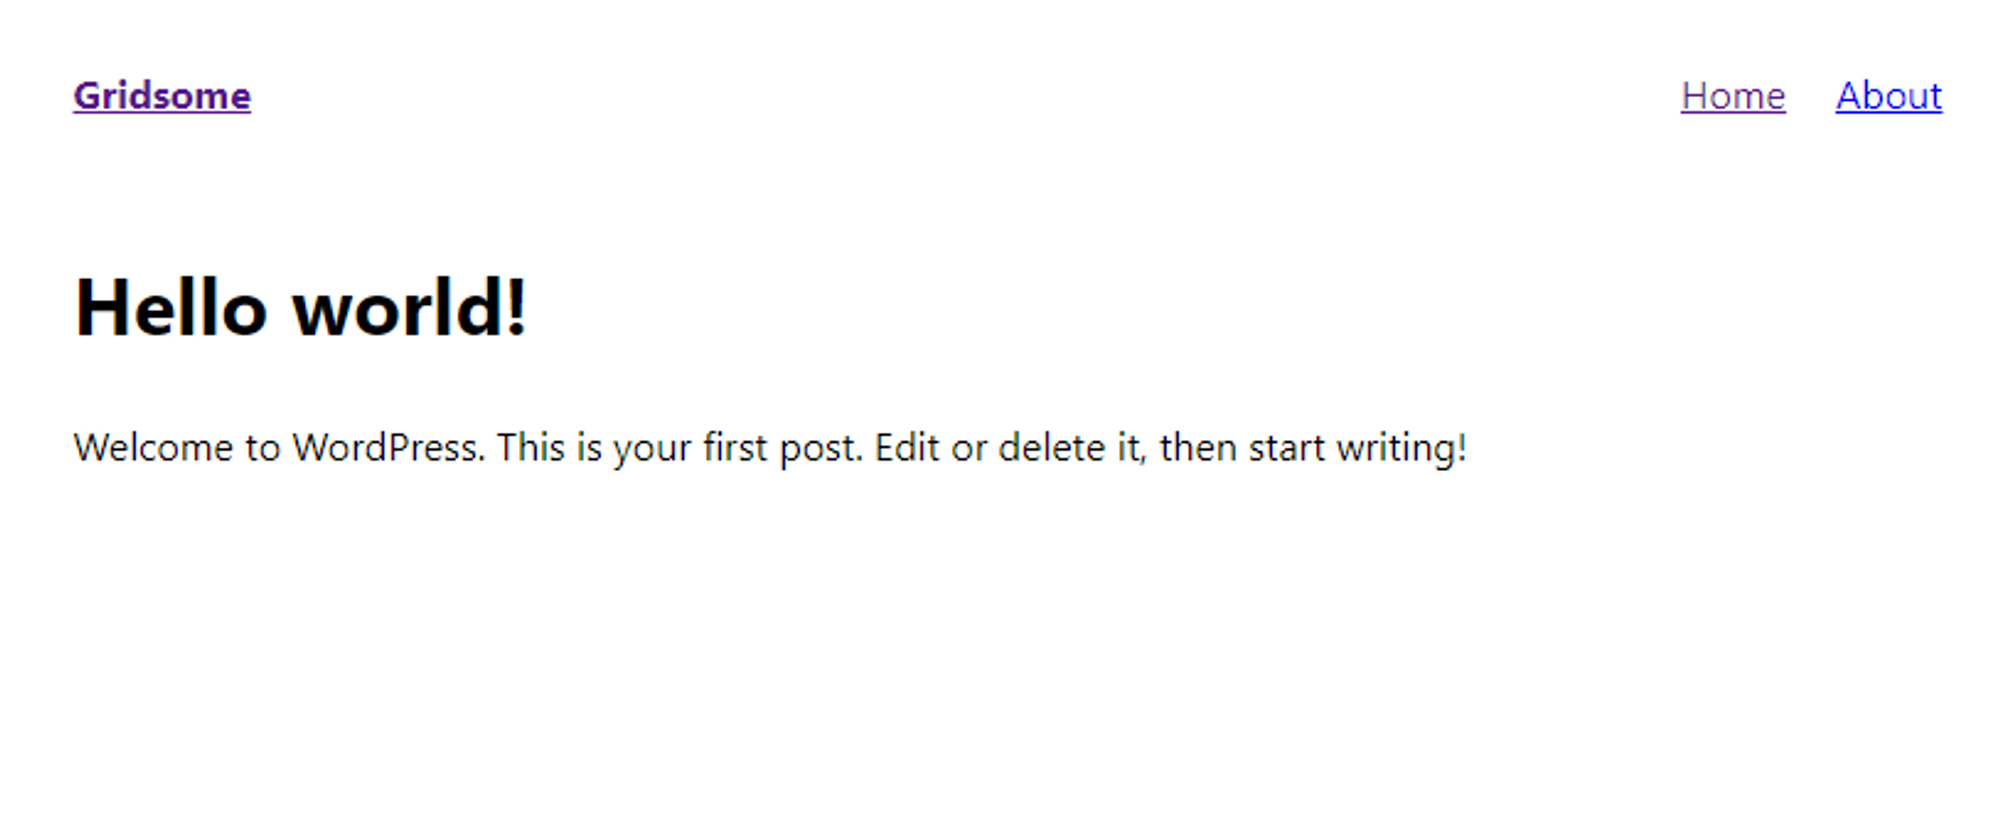 Gridsome Home About
Hello world!
Welcome to WordPress. This is your first post. Edit or delete it, then start writing!